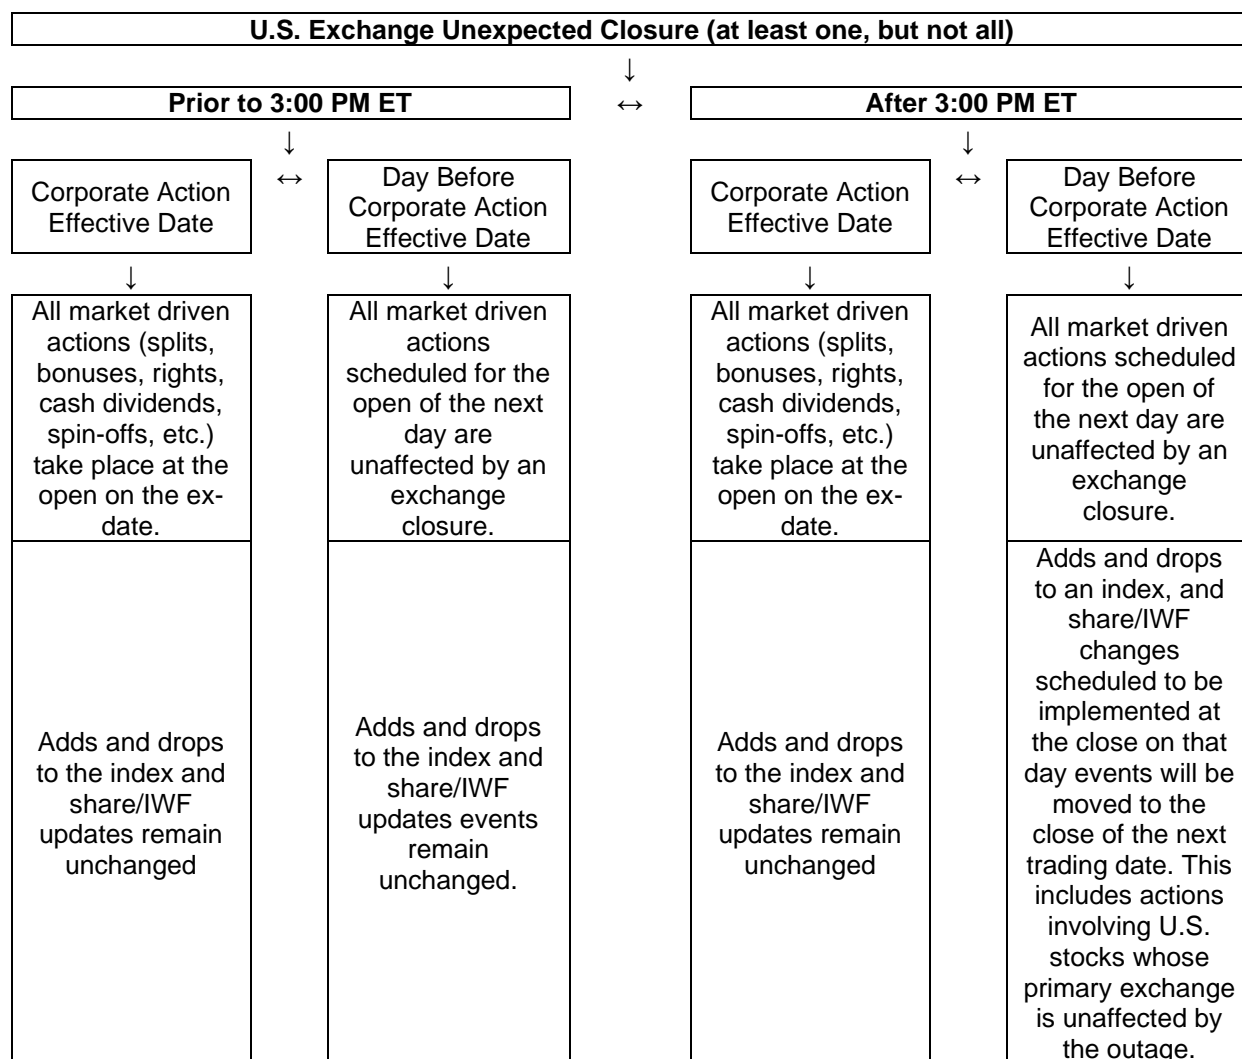 U.S. Exchange Unexpected Closure (at least one, but not all)
↓
Prior to 3:00 PM ET
↔
After 3:00 PM ET
↓
↓
Corporate Action
Effective Date
↔
Day Before
Corporate Action
Effective Date
Corporate Action
Effective Date
↔
Day Before
Corporate Action
Effective Date
↓
↓
↓
↓
All market driven
actions (splits,
bonuses, rights,
cash dividends,
spin-offs, etc.)
take place at the
open on the ex-
date.
All market driven
actions
scheduled for the
open of the next
day are
unaffected by an
exchange
closure.
All market driven
actions (splits,
bonuses, rights,
cash dividends,
spin-offs, etc.)
take place at the
open on the ex-
date.
All market driven
actions scheduled
for the open of
the next day are
unaffected by an
exchange
closure.
Adds and drops
to the index and
share/IWF
updates remain
unchanged
Adds and drops
to the index and
share/IWF
updates events
remain
unchanged.
Adds and drops
to the index and
share/IWF
updates remain
unchanged
Adds and drops
to an index, and
share/IWF
changes
scheduled to be
implemented at
the close on that
day events will be
moved to the
close of the next
trading date. This
includes actions
involving U.S.
stocks whose
primary exchange
is unaffected by
the outage.